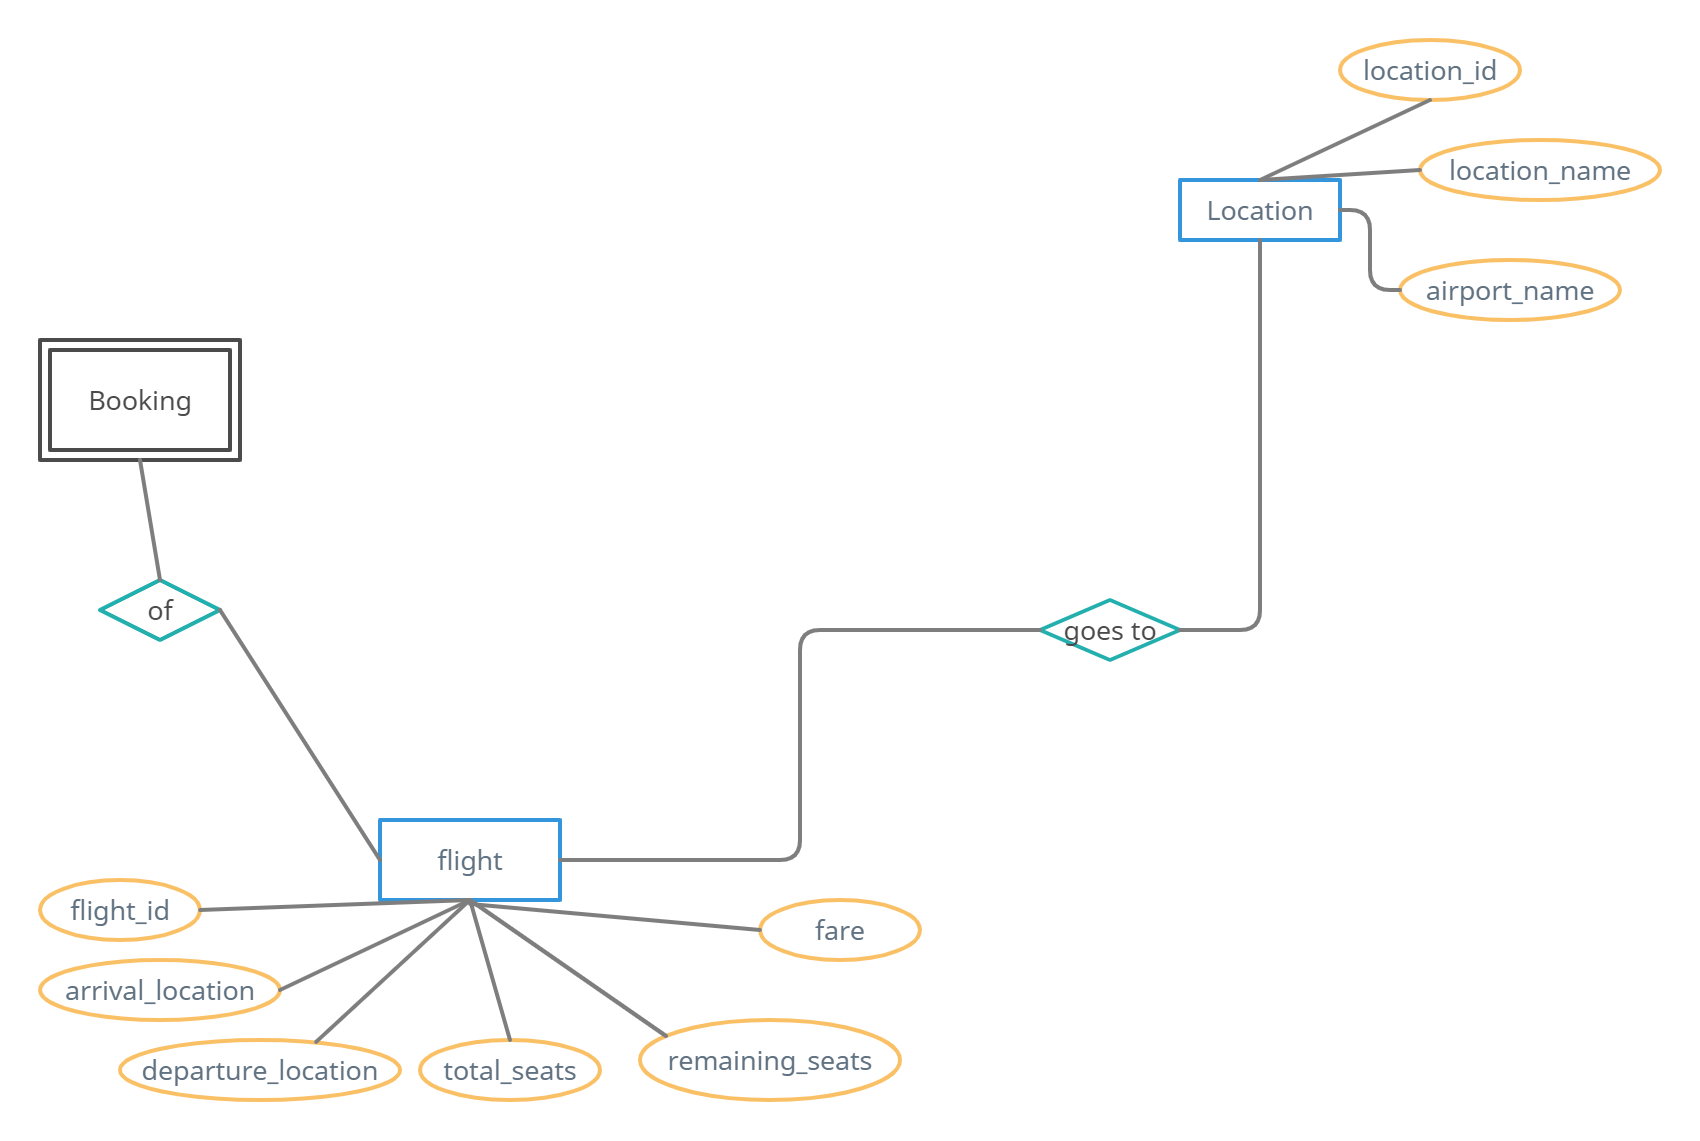 location_id
location_name
Location
airport_name
Booking
of
goes to
flight
flight_id
fare
arrival_location
departure_location
total_seats
remaining_seats